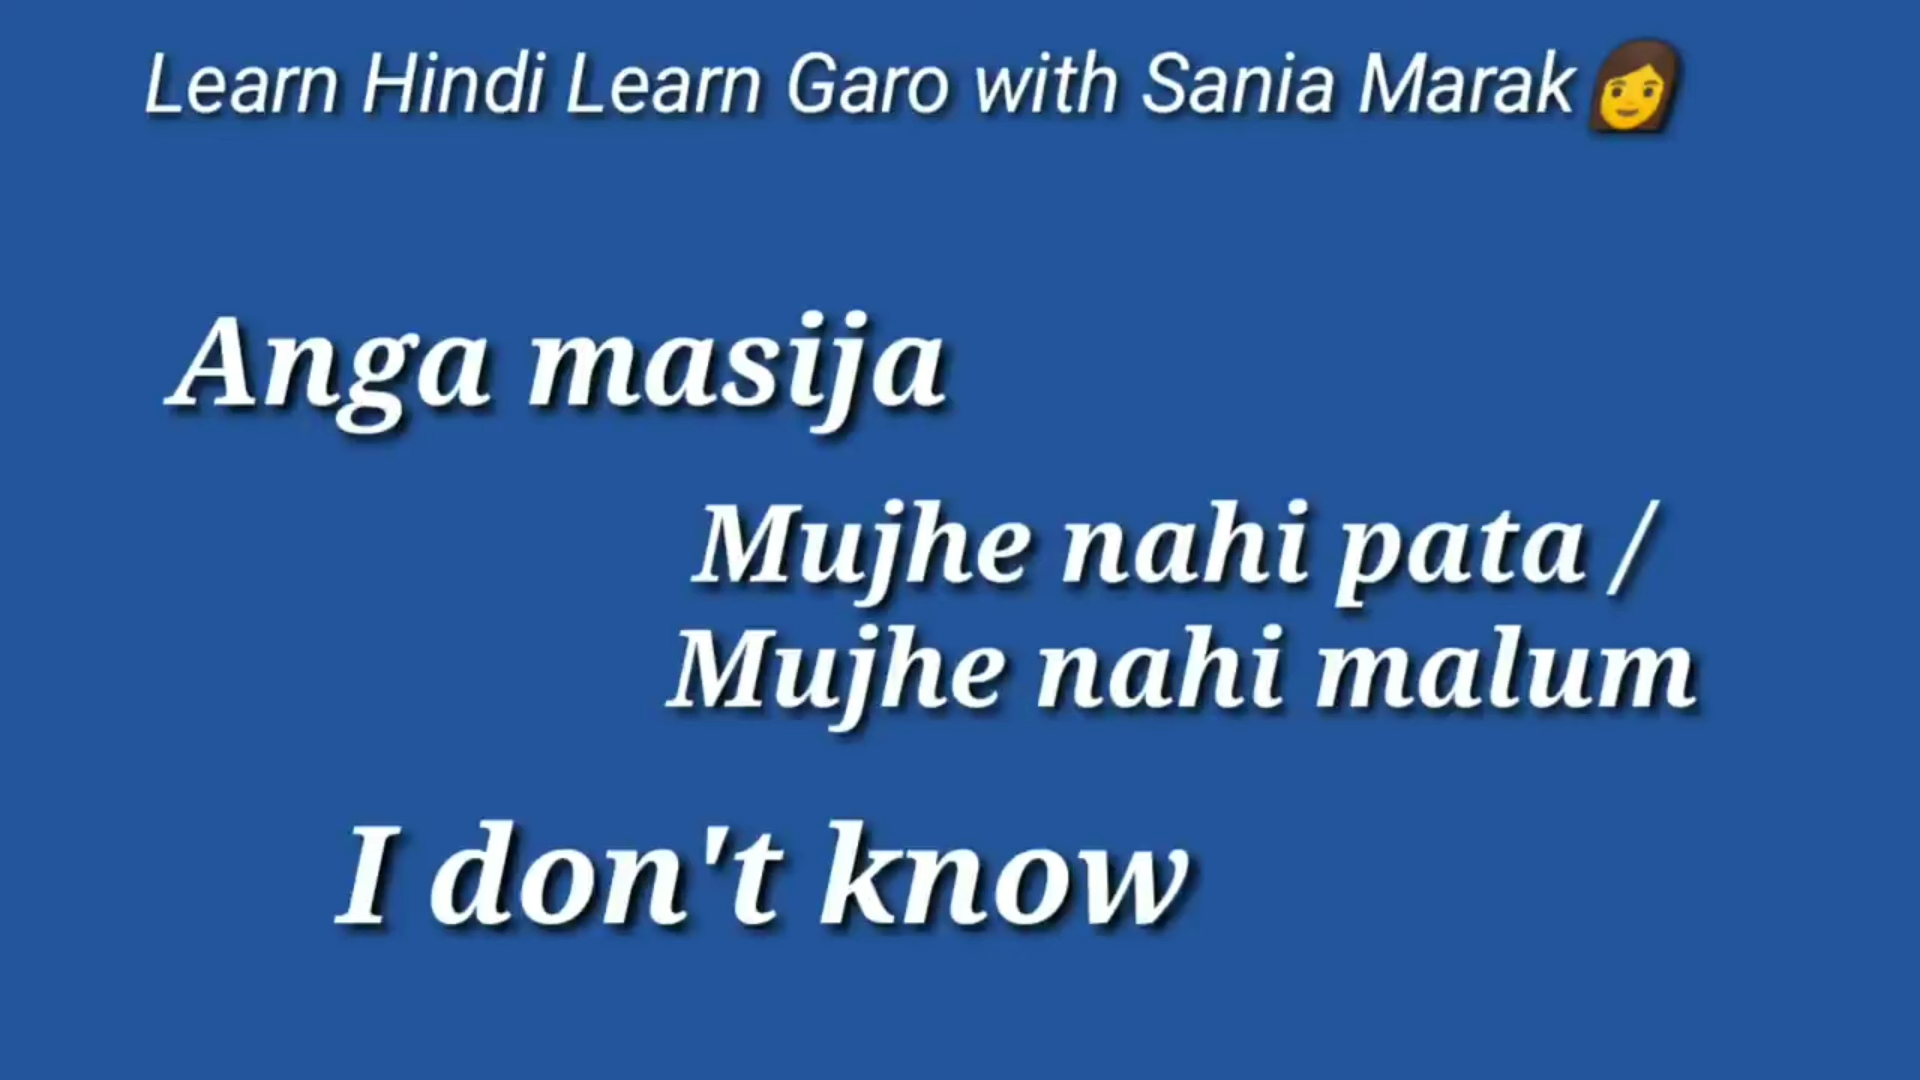 Learn Hindi Learn Garo with Sania Marak👩
Anga masija
Mujhe nahi pata /
Mujhe nahi malum
I don't know